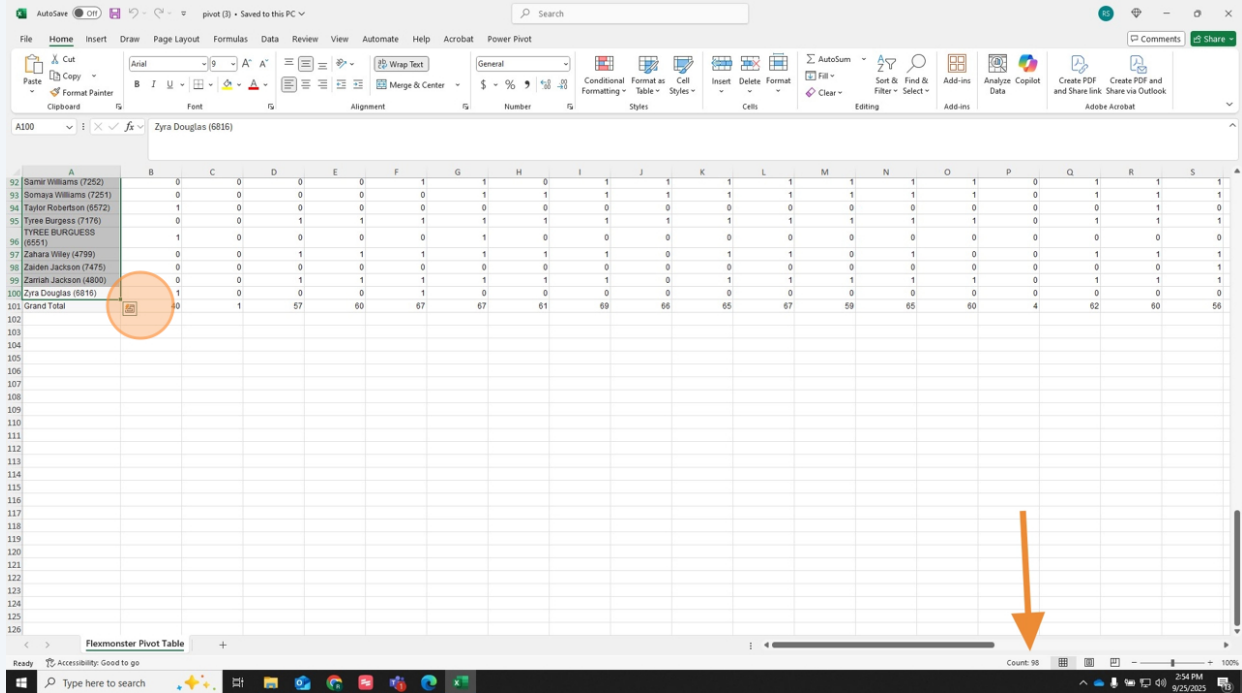 AutoSave Off pivot (3) • Saved to this PC Search RS
File Home Insert Draw Page Layout Formulas Data Review View Automate Help Acrobat Power Pivot Comments Share
Paste Cut Copy Format Painter Clipboard
Arial 9 A A B I U A Font
Wrap Text Merge & Center Alignment
General $ % Number
Conditional Formatting Format as Table Cell Styles Styles
Insert Delete Format Cells
AutoSum Fill Clear Sort & Filter Find & Select Editing
Add-ins Add-ins
Analyze Data Copilot
Create PDF and Share link Create PDF and Share via Outlook Adobe Acrobat
A100 fx Zyra Douglas (6816)
A B C D E F G H I J K L M N O P Q R S
92 Samir Williams (7252) 0 0 0 0 1 1 0 1 1 1 1 1 1 1 0 1 1 1
93 Somaya Williams (7251) 0 0 0 0 0 1 1 1 1 1 1 1 1 1 0 1 1 1
94 Taylor Robertson (6572) 1 0 0 0 0 0 0 0 0 0 0 0 0 0 0 0 1 0
95 Tyree Burgess (7176) 0 0 1 1 1 1 1 1 0 1 1 1 1 1 0 1 1 1
TYREE BURGUESS
96 (6551) 1 0 0 0 0 1 0 0 0 0 0 0 0 0 0 0 0 0
97 Zahara Wiley (4799) 0 0 1 1 1 1 1 1 0 1 1 0 1 1 0 1 1 1
98 Zaiden Jackson (7475) 0 0 0 0 0 0 0 0 0 0 0 0 0 0 0 0 0 1
99 Zarriah Jackson (4800) 0 0 1 1 1 1 1 1 1 1 1 1 1 1 0 1 1 1
100 Zyra Douglas (6816) 1 0 0 0 1 0 0 0 0 0 0 0 0 0 0 0 0 0
101 Grand Total 40 1 57 60 67 67 61 69 66 65 67 59 65 60 4 62 60 56
102
103
104
105
106
107
108
109
110
111
112
113
114
115
116
117
118
119
120
121
122
123
124
125
126
Flexmonster Pivot Table
Ready Accessibility: Good to go Count: 98 100%
Type here to search 2:54 PM
9/25/2025